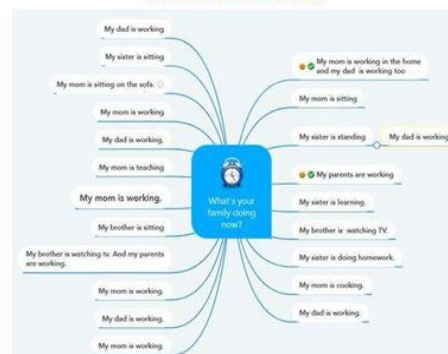 My dad is working
My sister is sitting
My mom is sitting on the sofa.
My mom is working
My dad is working.
My mom is teaching
My mom is working.
My brother is sitting
My brother is watching tv. And my parents
are working.
My mom is working.
My dad is working.
My mom is working.
What's your
family doing
now?
My mom is working in the home
and my dad is working too
My mom is sitting
My sister is standing
My dad is working
My parents are working
My sister is learning.
My brother is watching TV.
My sister is doing homework.
My mom is cooking.
My dad is working.